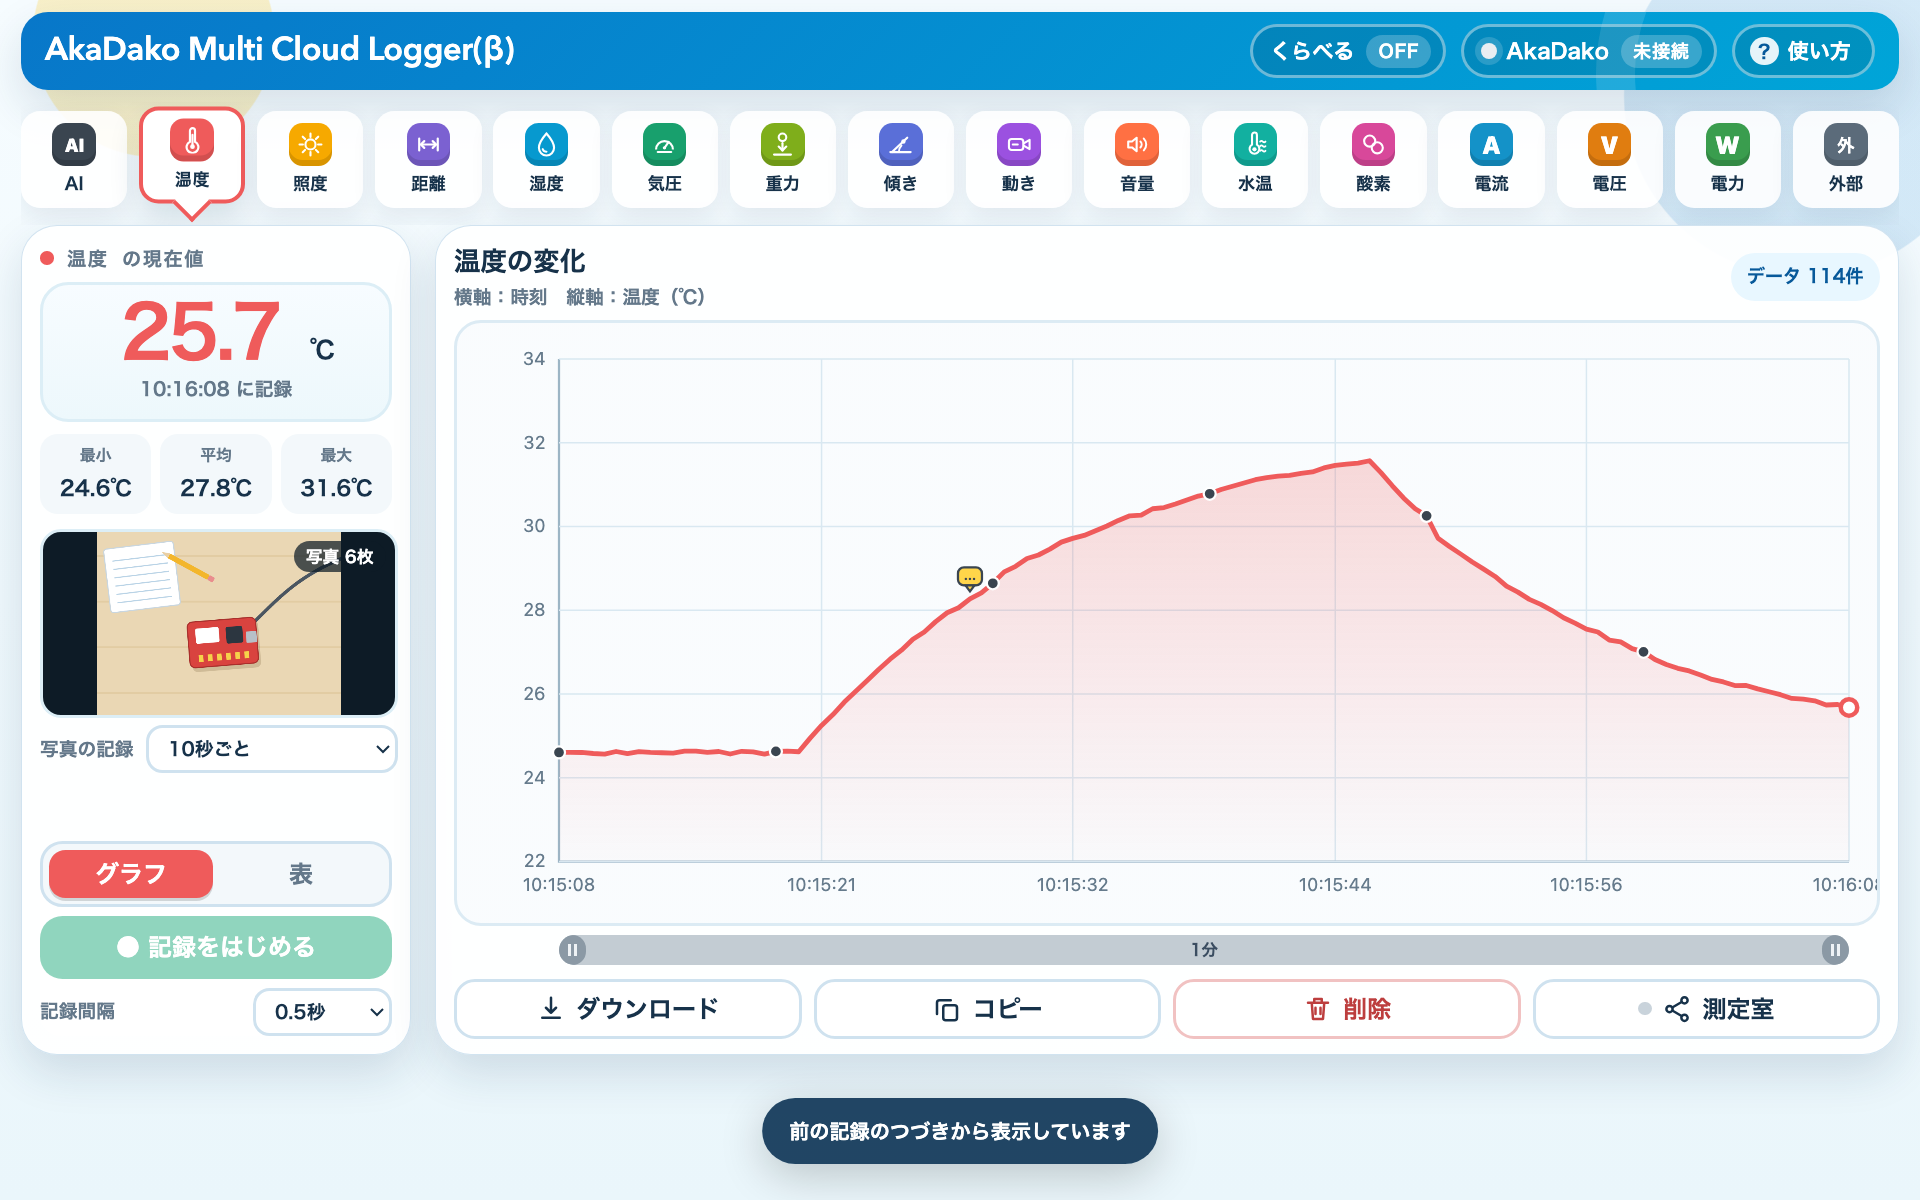 AkaDako Multi Cloud Logger(β)
くらべる OFF
AkaDako 未接続
? 使い方
AI
AI
温度
照度
距離
湿度
気圧
重力
傾き
動き
音量
水温
酸素
A
電流
V
電圧
W
電力
外
外部
温度 の現在値
25.7 ℃
10:16:08 に記録
最小
24.6℃
平均
27.8℃
最大
31.6℃
写真 6枚
写真の記録
10秒ごと
グラフ
表
記録をはじめる
記録間隔
0.5秒
温度の変化
横軸：時刻 縦軸：温度（℃）
データ 114件
34
32
30
28
26
24
22
10:15:08
10:15:21
10:15:32
10:15:44
10:15:56
10:16:08
1分
ダウンロード
コピー
削除
測定室
前の記録のつづきから表示しています